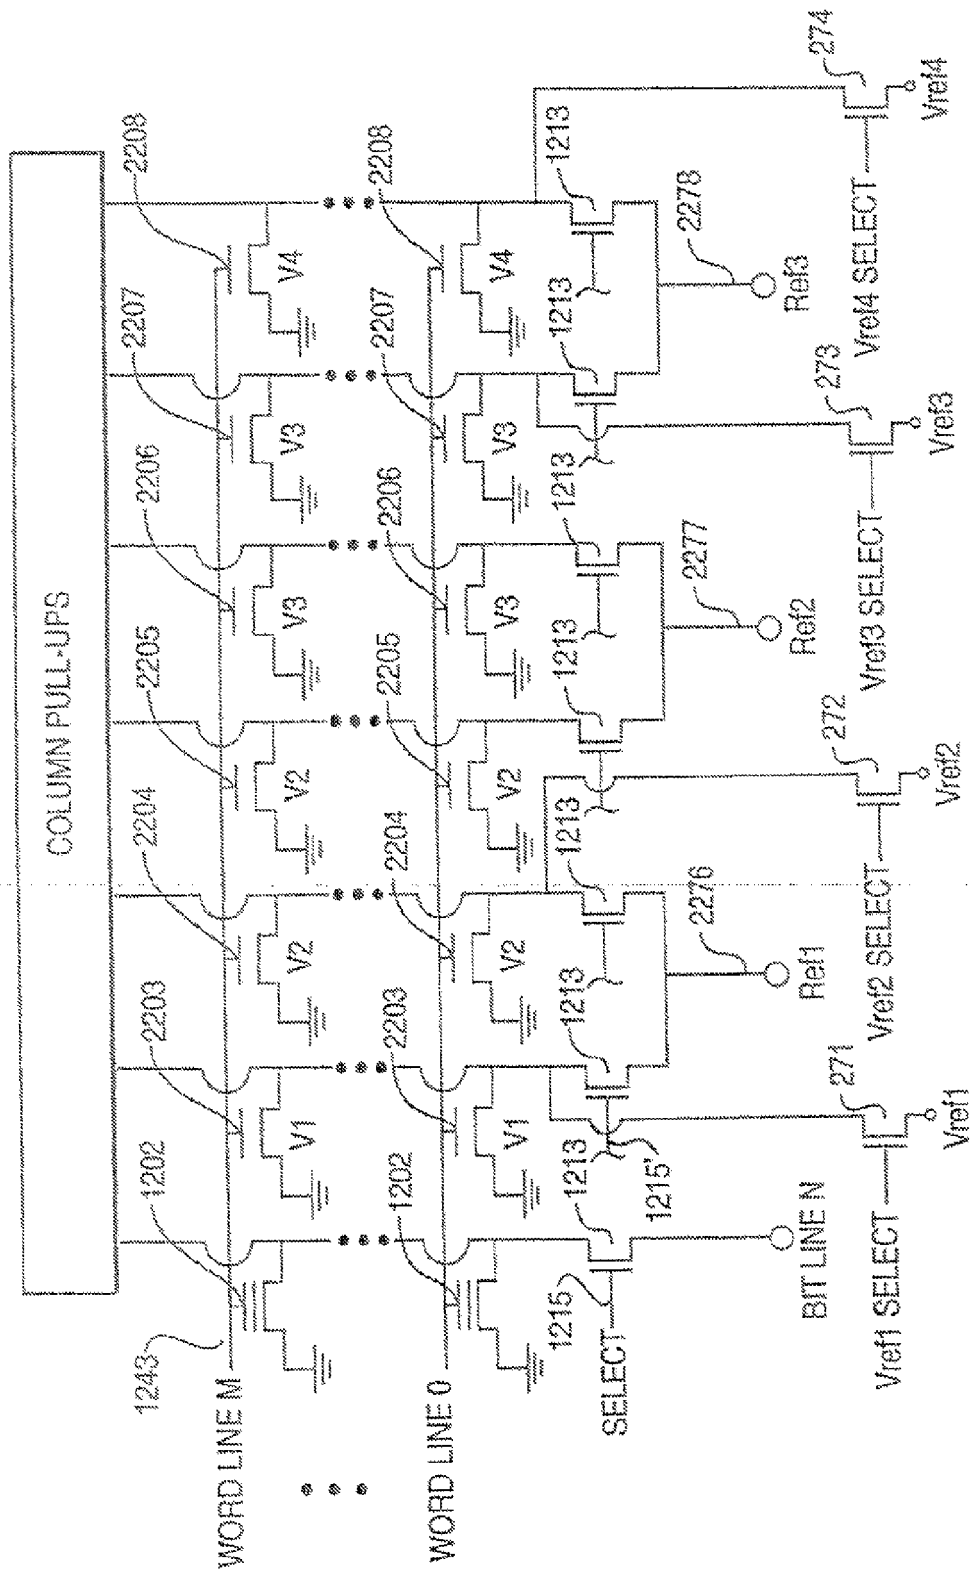 COLUMN PULL-UPS
1243
1202
2203
2204
2205
2206
2207
2208
WORD LINE M
V1
V2
V2
V3
V3
V4
1202
2203
2204
2205
2206
2207
2208
WORD LINE 0
V1
V2
V2
V3
V3
V4
1215
1213
1213
1213
1213
1213
1213
1213
1213
1213
SELECT
1215'
2276
2277
2278
BIT LINE N
Ref1
Ref2
Ref3
271
272
273
274
Vref1 SELECT
Vref2 SELECT
Vref3 SELECT
Vref4 SELECT
Vref1
Vref2
Vref3
Vref4